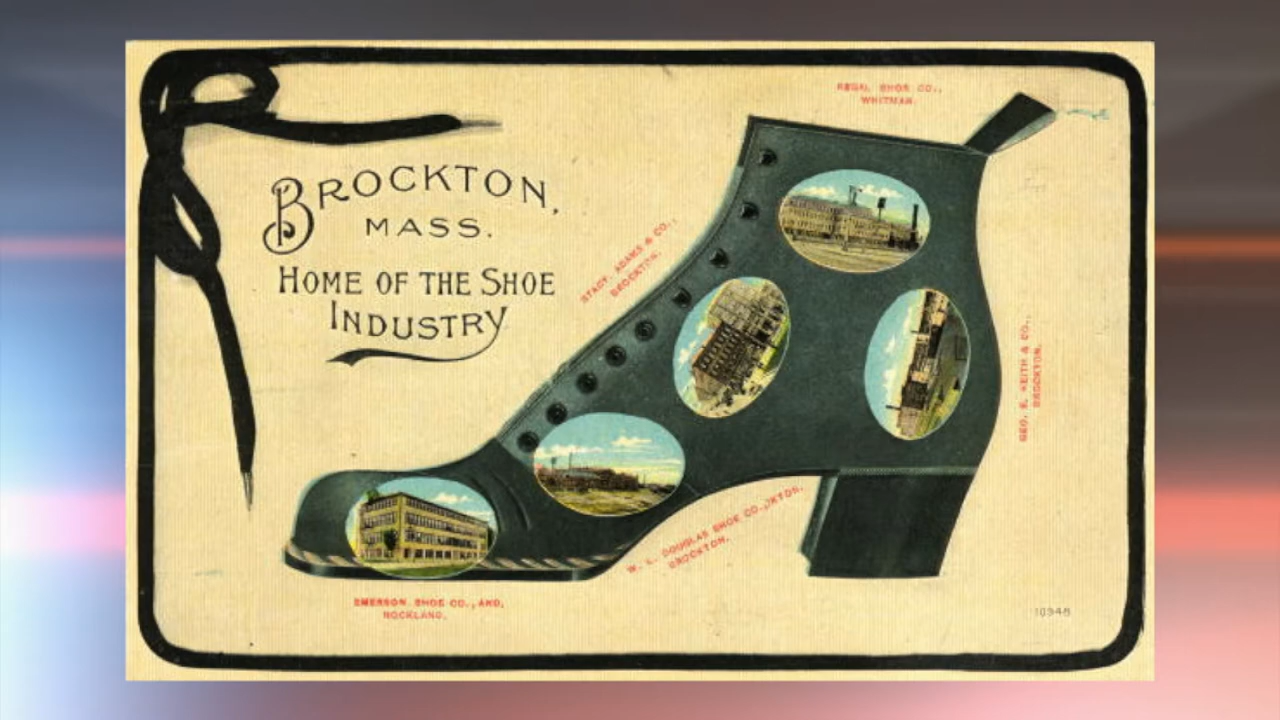 BROCKTON,
MASS.
HOME OF THE SHOE
INDUSTRY
REGAL SHOE CO.,
WHITMAN.
STACY, ADAMS & CO.,
BROCKTON.
GEO. E. KEITH & CO.,
BROCKTON.
W. L. DOUGLAS SHOE CO.,
BROCKTON.
EMERSON SHOE CO.,
ROCKLAND.
10948